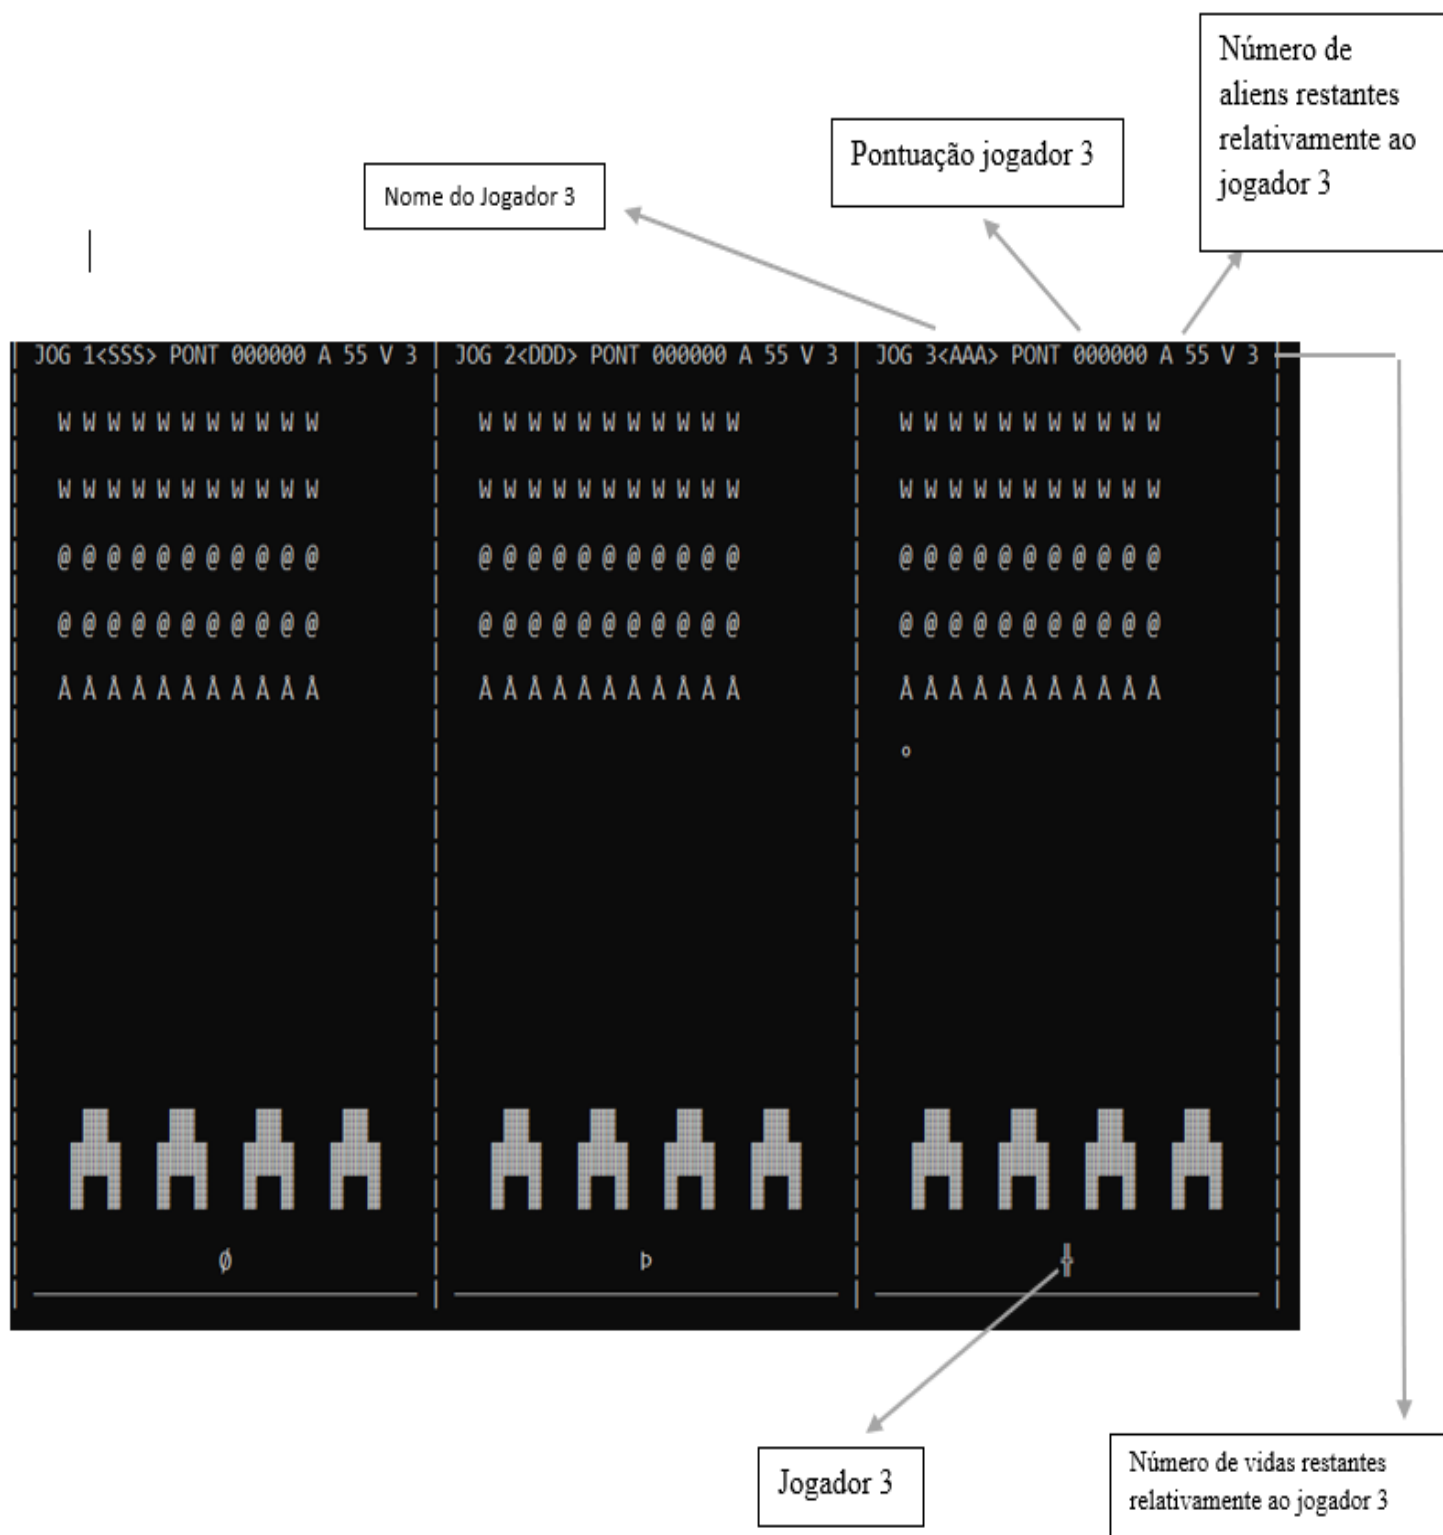 Número de
aliens restantes
relativamente ao
jogador 3
Pontuação jogador 3
Nome do Jogador 3
JOG 1<SSS> PONT 000000 A 55 V 3 | JOG 2<DDD> PONT 000000 A 55 V 3 | JOG 3<AAA> PONT 000000 A 55 V 3
W W W W W W W W W W W | W W W W W W W W W W W | W W W W W W W W W W W
W W W W W W W W W W W | W W W W W W W W W W W | W W W W W W W W W W W
@ @ @ @ @ @ @ @ @ @ @ | @ @ @ @ @ @ @ @ @ @ @ | @ @ @ @ @ @ @ @ @ @ @
@ @ @ @ @ @ @ @ @ @ @ | @ @ @ @ @ @ @ @ @ @ @ | @ @ @ @ @ @ @ @ @ @ @
Å Å Å Å Å Å Å Å Å Å Å | Å Å Å Å Å Å Å Å Å Å Å | Å Å Å Å Å Å Å Å Å Å Å
º
Ø | Þ | ╬
Jogador 3
Número de vidas restantes
relativamente ao jogador 3